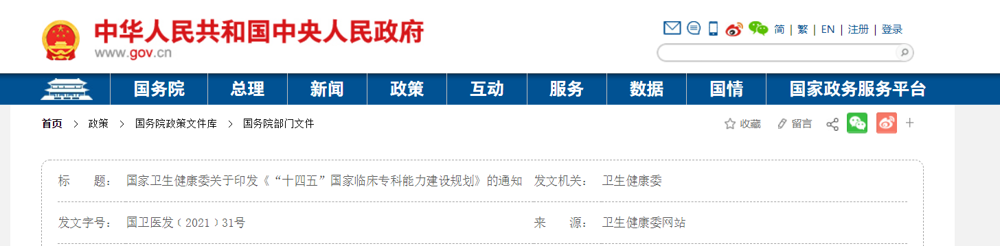 中华人民共和国中央人民政府
www.gov.cn
简 | 繁 | EN | 注册 | 登录
国务院 总理 新闻 政策 互动 服务 数据 国情 国家政务服务平台
首页 > 政策 > 国务院政策文件库 > 国务院部门文件 收藏 留言
标 题: 国家卫生健康委关于印发《“十四五”国家临床专科能力建设规划》的通知 发文机关: 卫生健康委
发文字号: 国卫医发﹝2021﹞31号 来 源: 卫生健康委网站